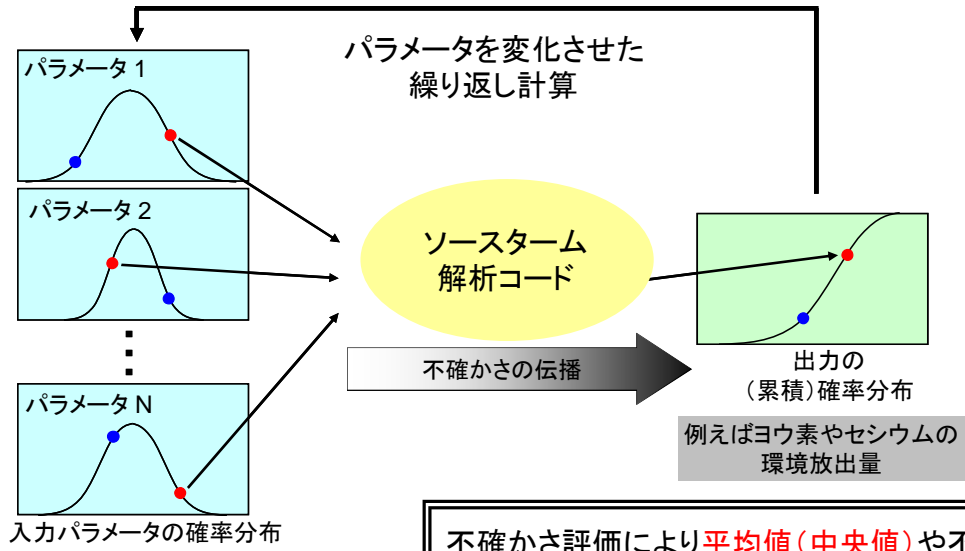 パラメータを変化させた
繰り返し計算
パラメータ 1
パラメータ 2
パラメータ N
入力パラメータの確率分布
ソースターム
解析コード
不確かさの伝播
出力の
（累積）確率分布
例えばヨウ素やセシウムの
環境放出量
不確かさ評価により平均値（中央値）や不